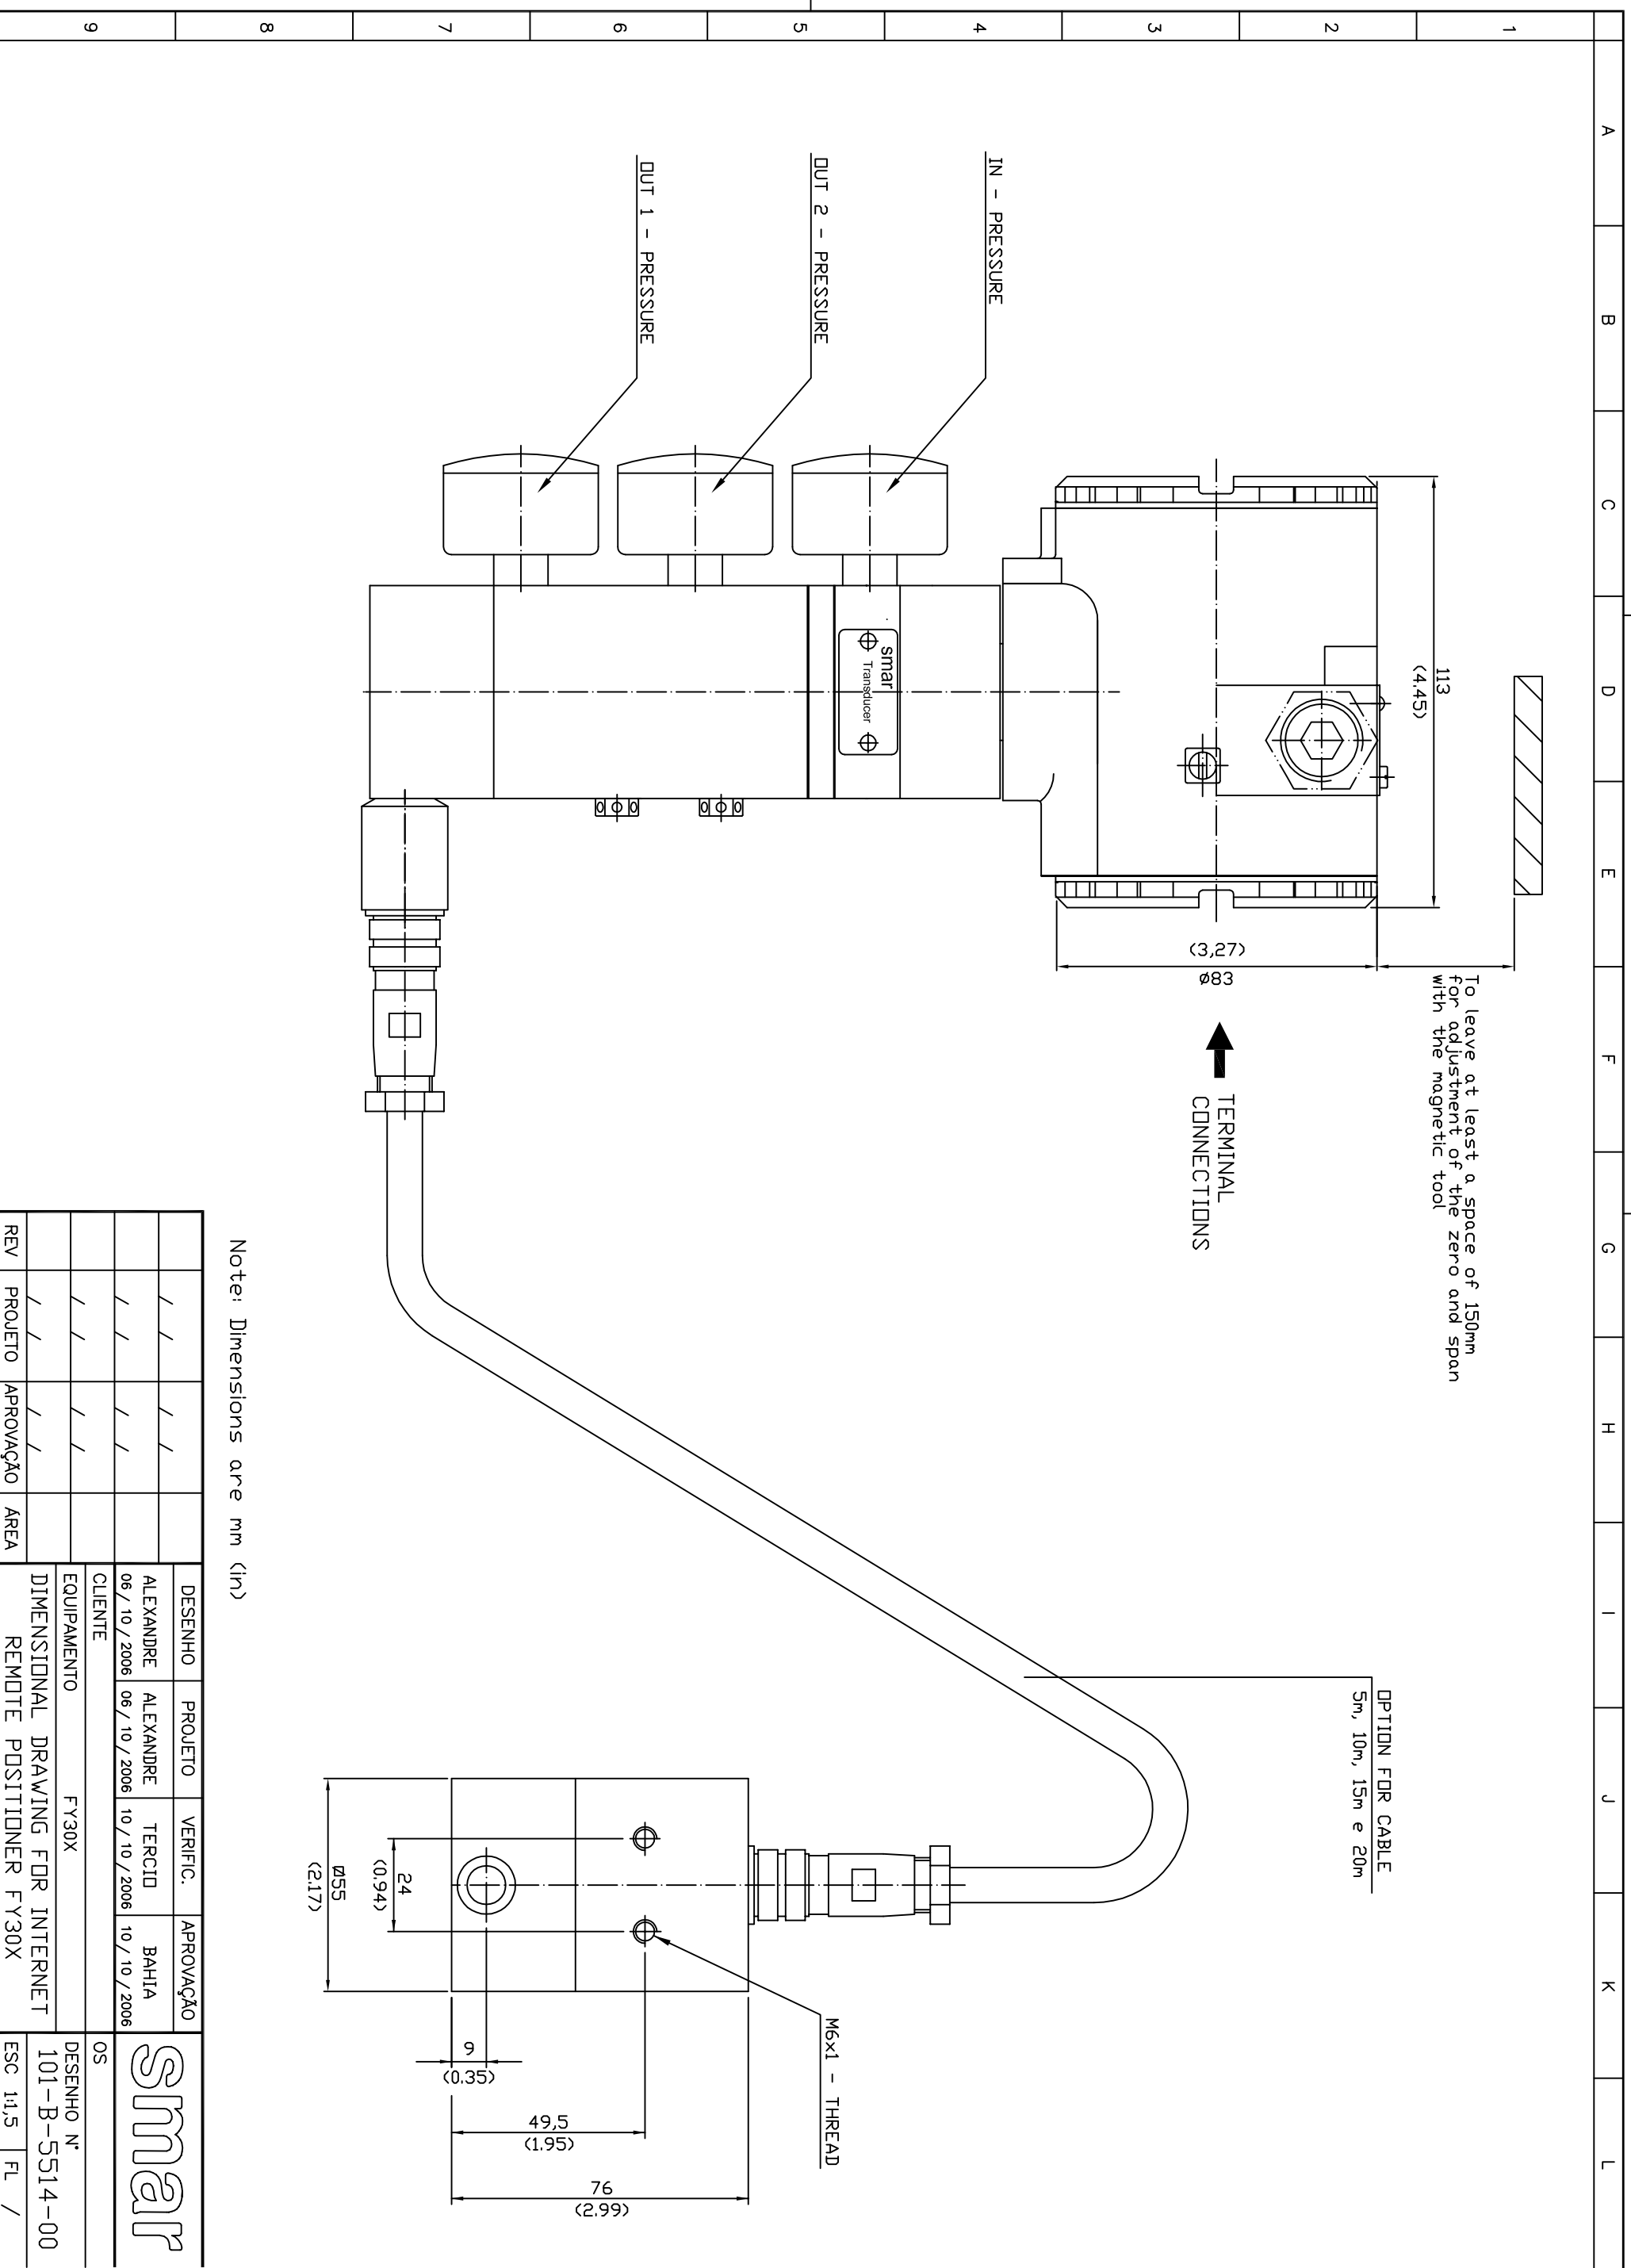 A
B
C
D
E
F
G
H
I
J
K
L
1
2
3
4
5
6
7
8
9
113
(4.45)
To leave at least a space of 150mm
for adjustment of the zero and span
with the magnetic tool
(3,27)
Ø83
TERMINAL
CONNECTIONS
OPTION FOR CABLE
5m, 10m, 15m e 20m
IN - PRESSURE
OUT 2 - PRESSURE
OUT 1 - PRESSURE
smar
Transducer
M6x1 - THREAD
24
(0.94)
Ø55
(2.17)
9
(0.35)
49,5
(1.95)
76
(2.99)
Note: Dimensions are mm (in)
REV PROJETO APROVAÇÃO ÁREA
/ / / /
/ / / /
/ / / /
/ / / /
DESENHO PROJETO VERIFIC. APROVAÇÃO
ALEXANDRE ALEXANDRE TERCIO BAHIA
06 / 10 / 2006 06 / 10 / 2006 10 / 10 / 2006 10 / 10 / 2006
CLIENTE
EQUIPAMENTO FY30X
DIMENSIONAL DRAWING FOR INTERNET
REMOTE POSITIONER FY30X
smar
OS
DESENHO N°
101-B-5514-00
ESC 1:1,5 FL /